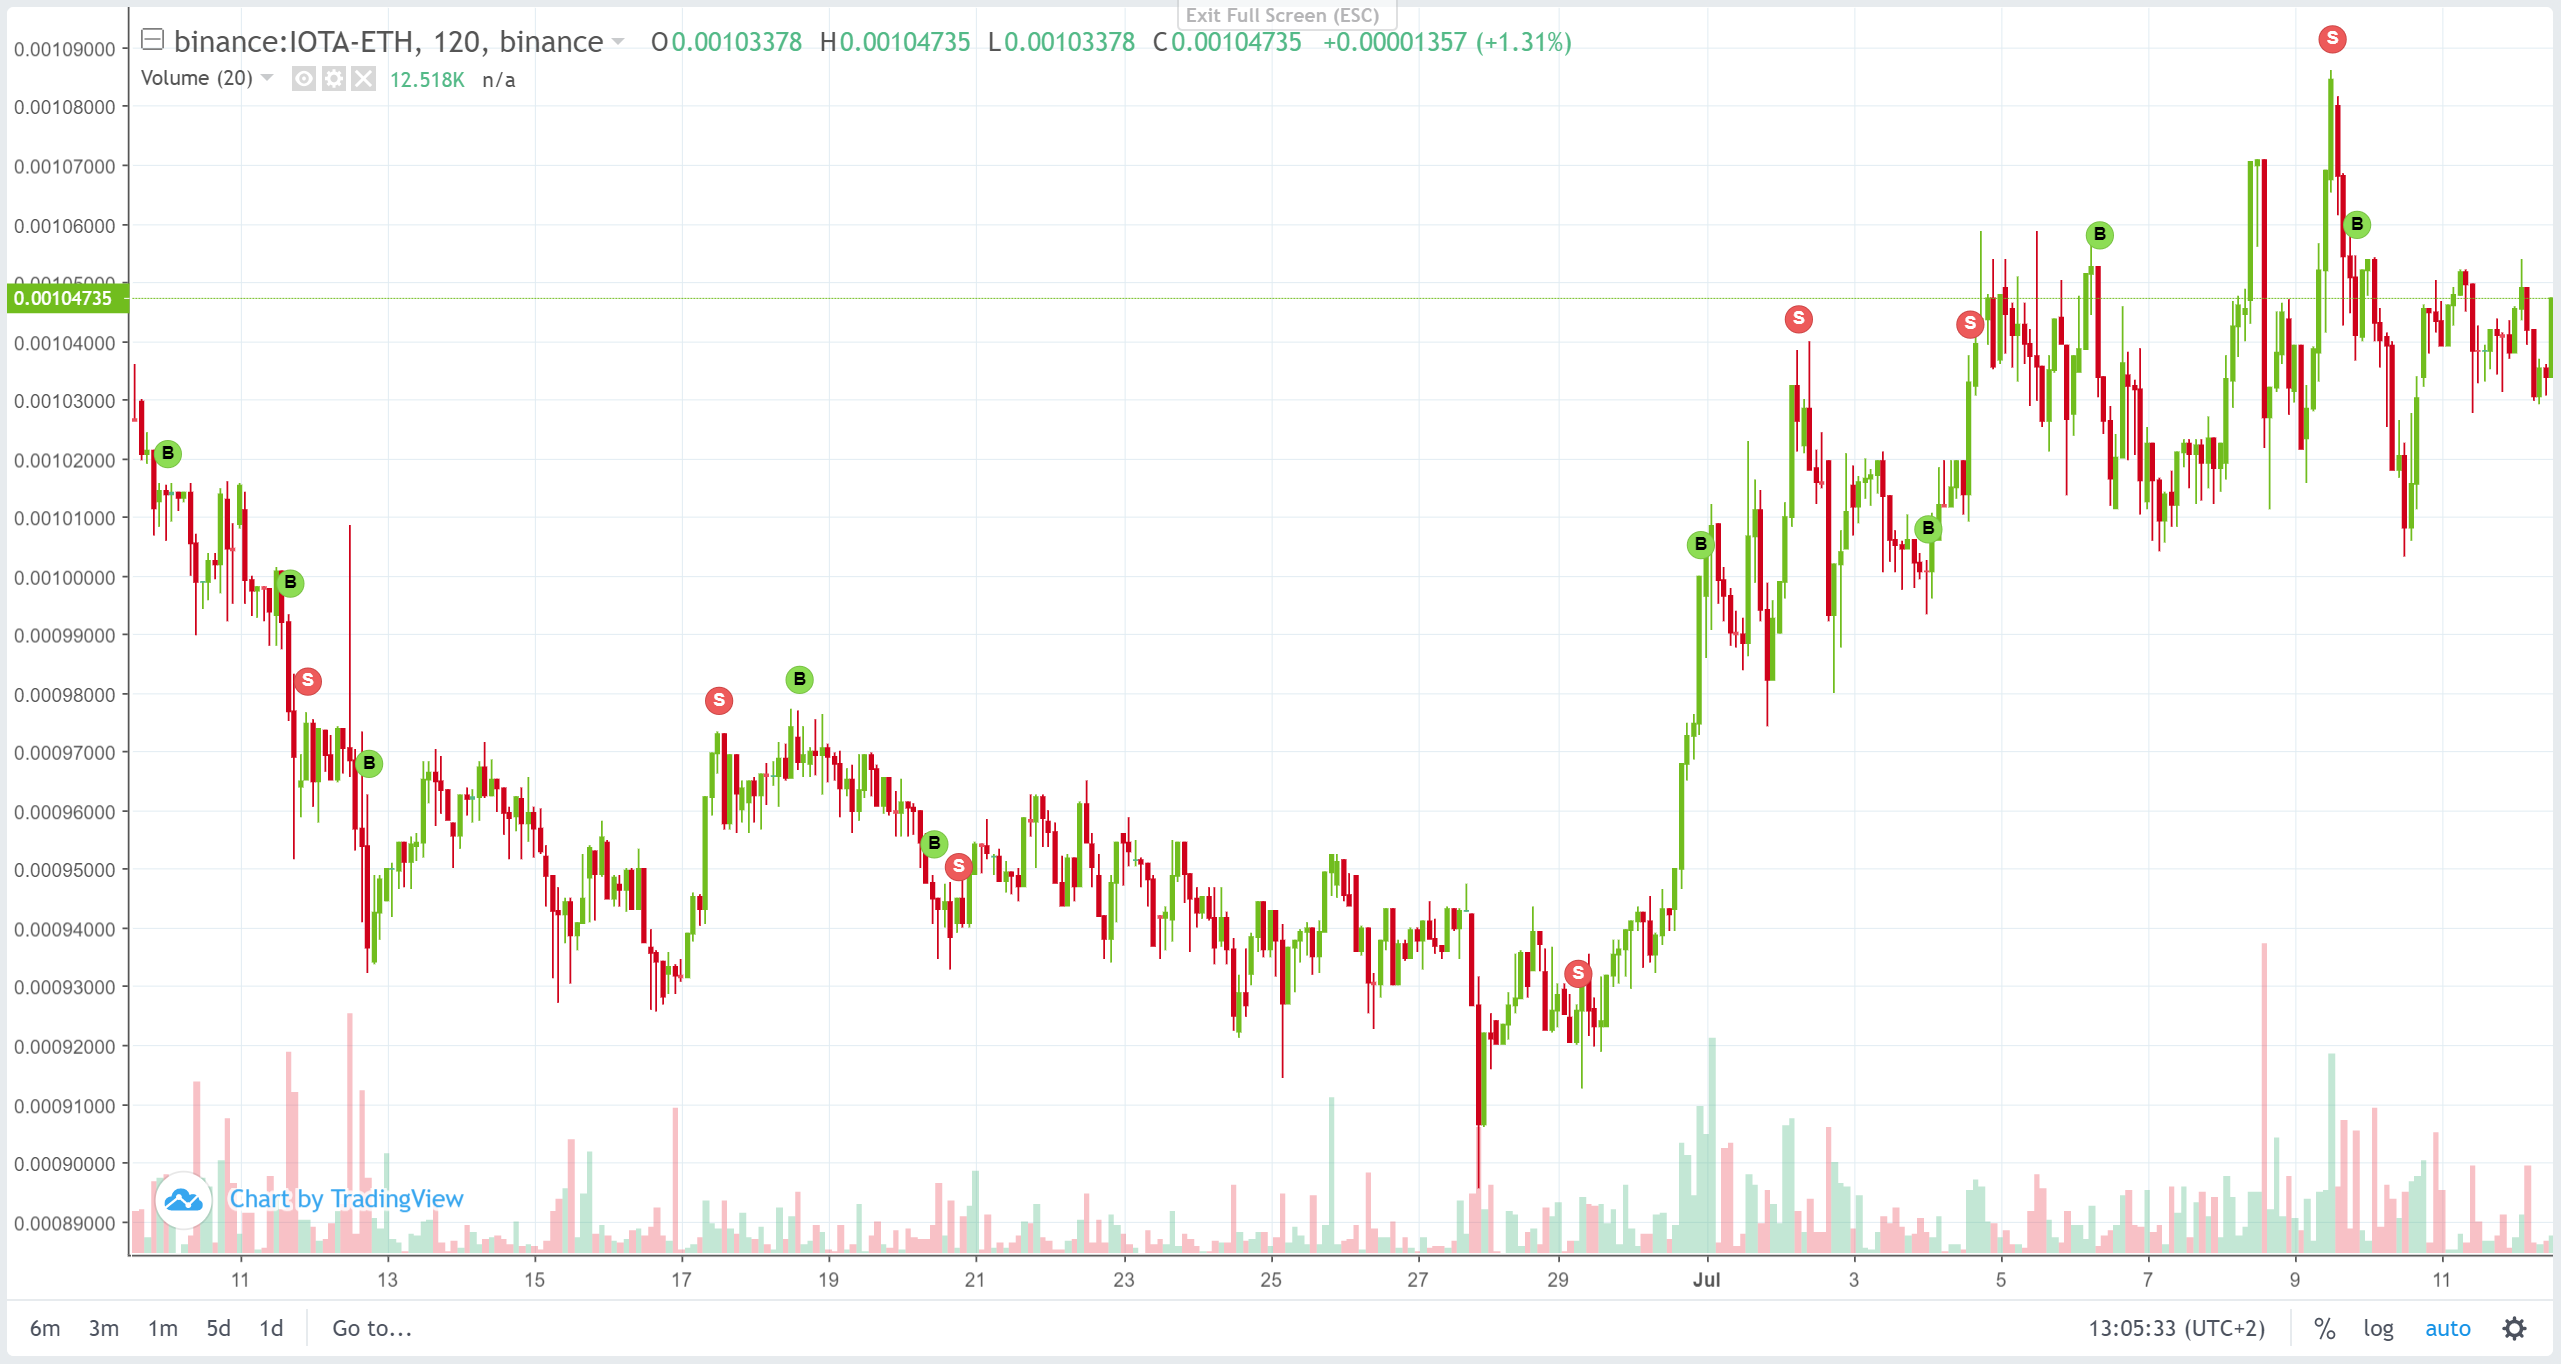 Exit Full Screen (ESC)
binance:IOTA-ETH, 120, binance O0.00103378 H0.00104735 L0.00103378 C0.00104735 +0.00001357 (+1.31%)
Volume (20) 12.518K n/a
0.00109000
0.00108000
0.00107000
0.00106000
0.00105000
0.00104735
0.00104000
0.00103000
0.00102000
0.00101000
0.00100000
0.00099000
0.00098000
0.00097000
0.00096000
0.00095000
0.00094000
0.00093000
0.00092000
0.00091000
0.00090000
0.00089000
S
B
B
S
S
B
B
B
B
S
S
B
B
B
S
S
Chart by TradingView
11 13 15 17 19 21 23 25 27 29 Jul 3 5 7 9 11
6m 3m 1m 5d 1d Go to... 13:05:33 (UTC+2) % log auto